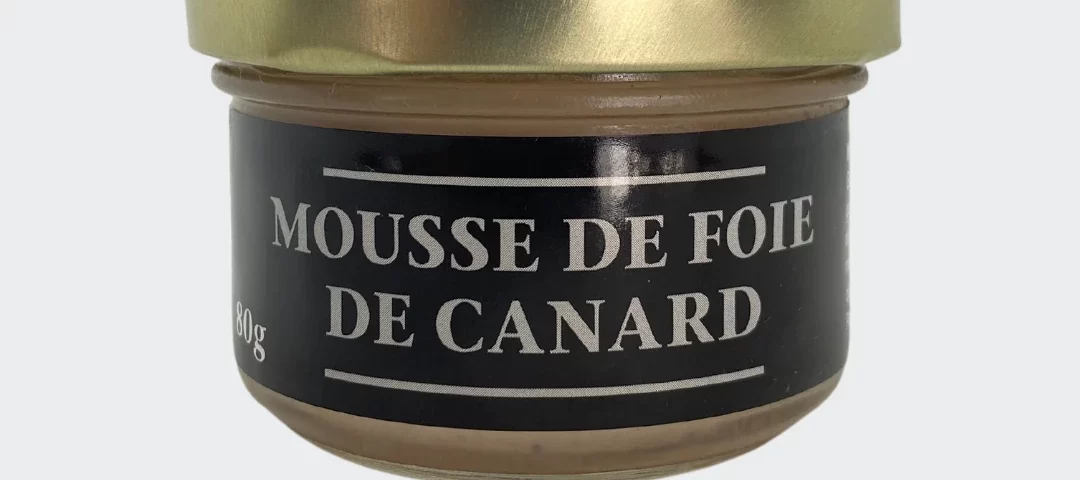 MOUSSE DE FOIE
DE CANARD
80g